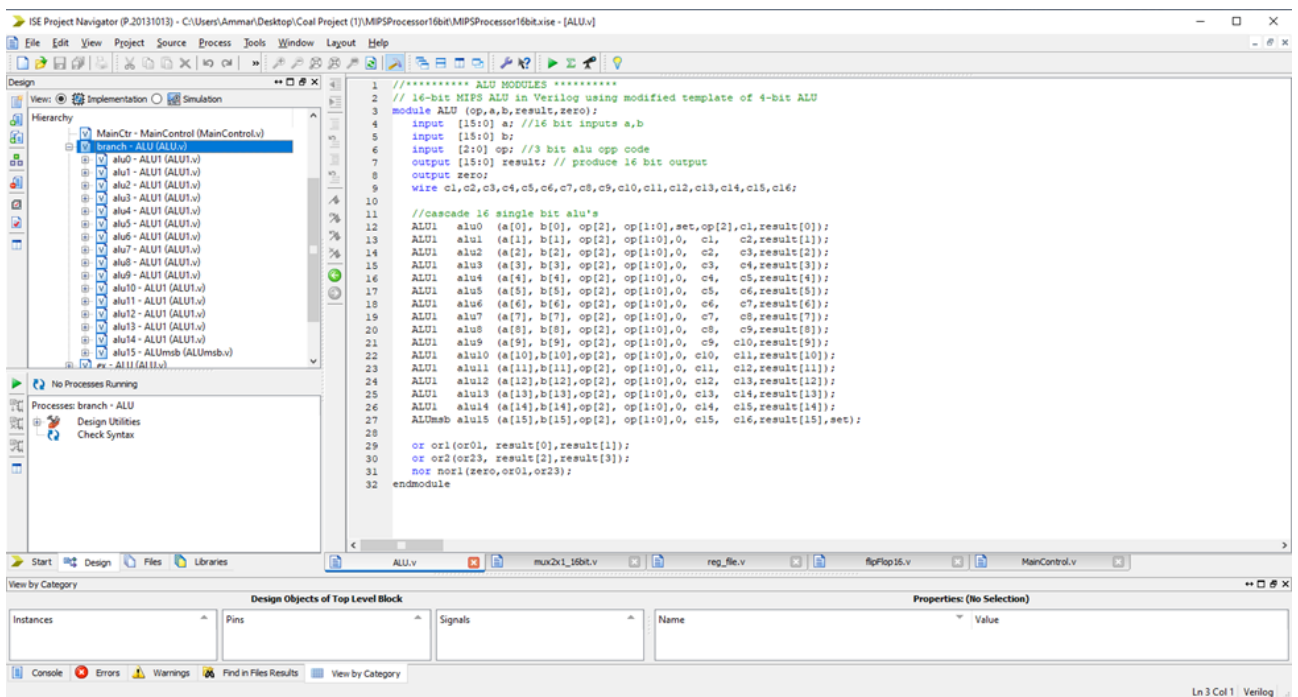 ISE Project Navigator (P.20131013) - C:\Users\Ammar\Desktop\Coal Project (1)\MIPSProcessor16bit\MIPSProcessor16bit.xise - [ALU.v]
File Edit View Project Source Process Tools Window Layout Help
Design
View: Implementation Simulation
Hierarchy
MainCtr - MainControl (MainControl.v)
branch - ALU (ALU.v)
alu0 - ALU1 (ALU1.v)
alu1 - ALU1 (ALU1.v)
alu2 - ALU1 (ALU1.v)
alu3 - ALU1 (ALU1.v)
alu4 - ALU1 (ALU1.v)
alu5 - ALU1 (ALU1.v)
alu6 - ALU1 (ALU1.v)
alu7 - ALU1 (ALU1.v)
alu8 - ALU1 (ALU1.v)
alu9 - ALU1 (ALU1.v)
alu10 - ALU1 (ALU1.v)
alu11 - ALU1 (ALU1.v)
alu12 - ALU1 (ALU1.v)
alu13 - ALU1 (ALU1.v)
alu14 - ALU1 (ALU1.v)
alu15 - ALUmsb (ALUmsb.v)
ex - ALU (ALU.v)
No Processes Running
Processes: branch - ALU
Design Utilities
Check Syntax
1 //********** ALU MODULES **********
2 // 16-bit MIPS ALU in Verilog using modified template of 4-bit ALU
3 module ALU (op,a,b,result,zero);
4 input [15:0] a; //16 bit inputs a,b
5 input [15:0] b;
6 input [2:0] op; //3 bit alu opp code
7 output [15:0] result; // produce 16 bit output
8 output zero;
9 wire c1,c2,c3,c4,c5,c6,c7,c8,c9,c10,c11,c12,c13,c14,c15,c16;
10
11 //cascade 16 single bit alu's
12 ALU1 alu0 (a[0], b[0], op[2], op[1:0],set,op[2],c1,result[0]);
13 ALU1 alu1 (a[1], b[1], op[2], op[1:0],0, c1, c2,result[1]);
14 ALU1 alu2 (a[2], b[2], op[2], op[1:0],0, c2, c3,result[2]);
15 ALU1 alu3 (a[3], b[3], op[2], op[1:0],0, c3, c4,result[3]);
16 ALU1 alu4 (a[4], b[4], op[2], op[1:0],0, c4, c5,result[4]);
17 ALU1 alu5 (a[5], b[5], op[2], op[1:0],0, c5, c6,result[5]);
18 ALU1 alu6 (a[6], b[6], op[2], op[1:0],0, c6, c7,result[6]);
19 ALU1 alu7 (a[7], b[7], op[2], op[1:0],0, c7, c8,result[7]);
20 ALU1 alu8 (a[8], b[8], op[2], op[1:0],0, c8, c9,result[8]);
21 ALU1 alu9 (a[9], b[9], op[2], op[1:0],0, c9, c10,result[9]);
22 ALU1 alu10 (a[10],b[10],op[2], op[1:0],0, c10, c11,result[10]);
23 ALU1 alu11 (a[11],b[11],op[2], op[1:0],0, c11, c12,result[11]);
24 ALU1 alu12 (a[12],b[12],op[2], op[1:0],0, c12, c13,result[12]);
25 ALU1 alu13 (a[13],b[13],op[2], op[1:0],0, c13, c14,result[13]);
26 ALU1 alu14 (a[14],b[14],op[2], op[1:0],0, c14, c15,result[14]);
27 ALUmsb alu15 (a[15],b[15],op[2], op[1:0],0, c15, c16,result[15],set);
28
29 or or1(or01, result[0],result[1]);
30 or or2(or23, result[2],result[3]);
31 nor nor1(zero,or01,or23);
32 endmodule
Start Design Files Libraries
ALU.v mux2x1_16bit.v reg_file.v flipFlop16.v MainControl.v
View by Category
Design Objects of Top Level Block Properties: (No Selection)
Instances Pins Signals Name Value
Console Errors Warnings Find in Files Results View by Category
Ln 3 Col 1 Verilog